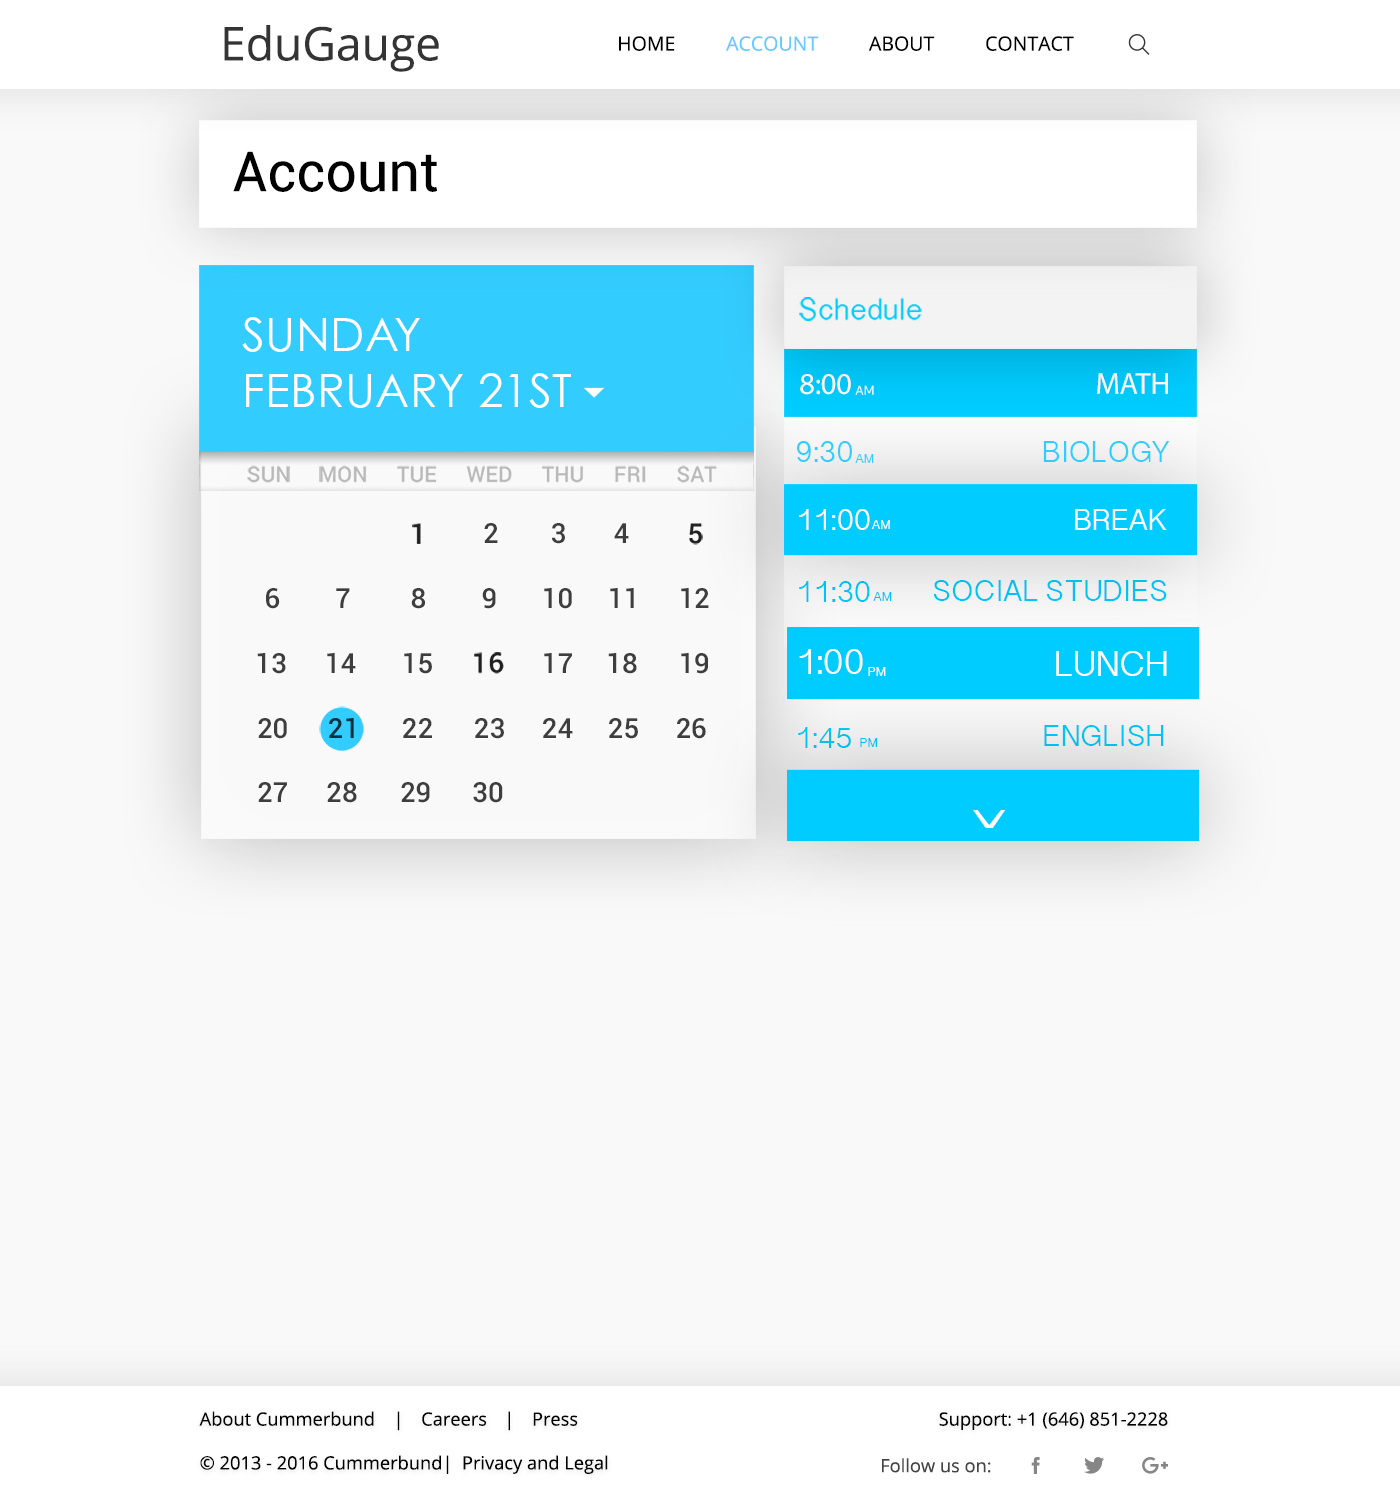 EduGauge HOME ACCOUNT ABOUT CONTACT
Account
SUNDAY
FEBRUARY 21ST
SUN MON TUE WED THU FRI SAT
1 2 3 4 5
6 7 8 9 10 11 12
13 14 15 16 17 18 19
20 21 22 23 24 25 26
27 28 29 30
Schedule
8:00 AM MATH
9:30 AM BIOLOGY
11:00 AM BREAK
11:30 AM SOCIAL STUDIES
1:00 PM LUNCH
1:45 PM ENGLISH
About Cummerbund | Careers | Press
© 2013 - 2016 Cummerbund| Privacy and Legal
Support: +1 (646) 851-2228
Follow us on: f G+